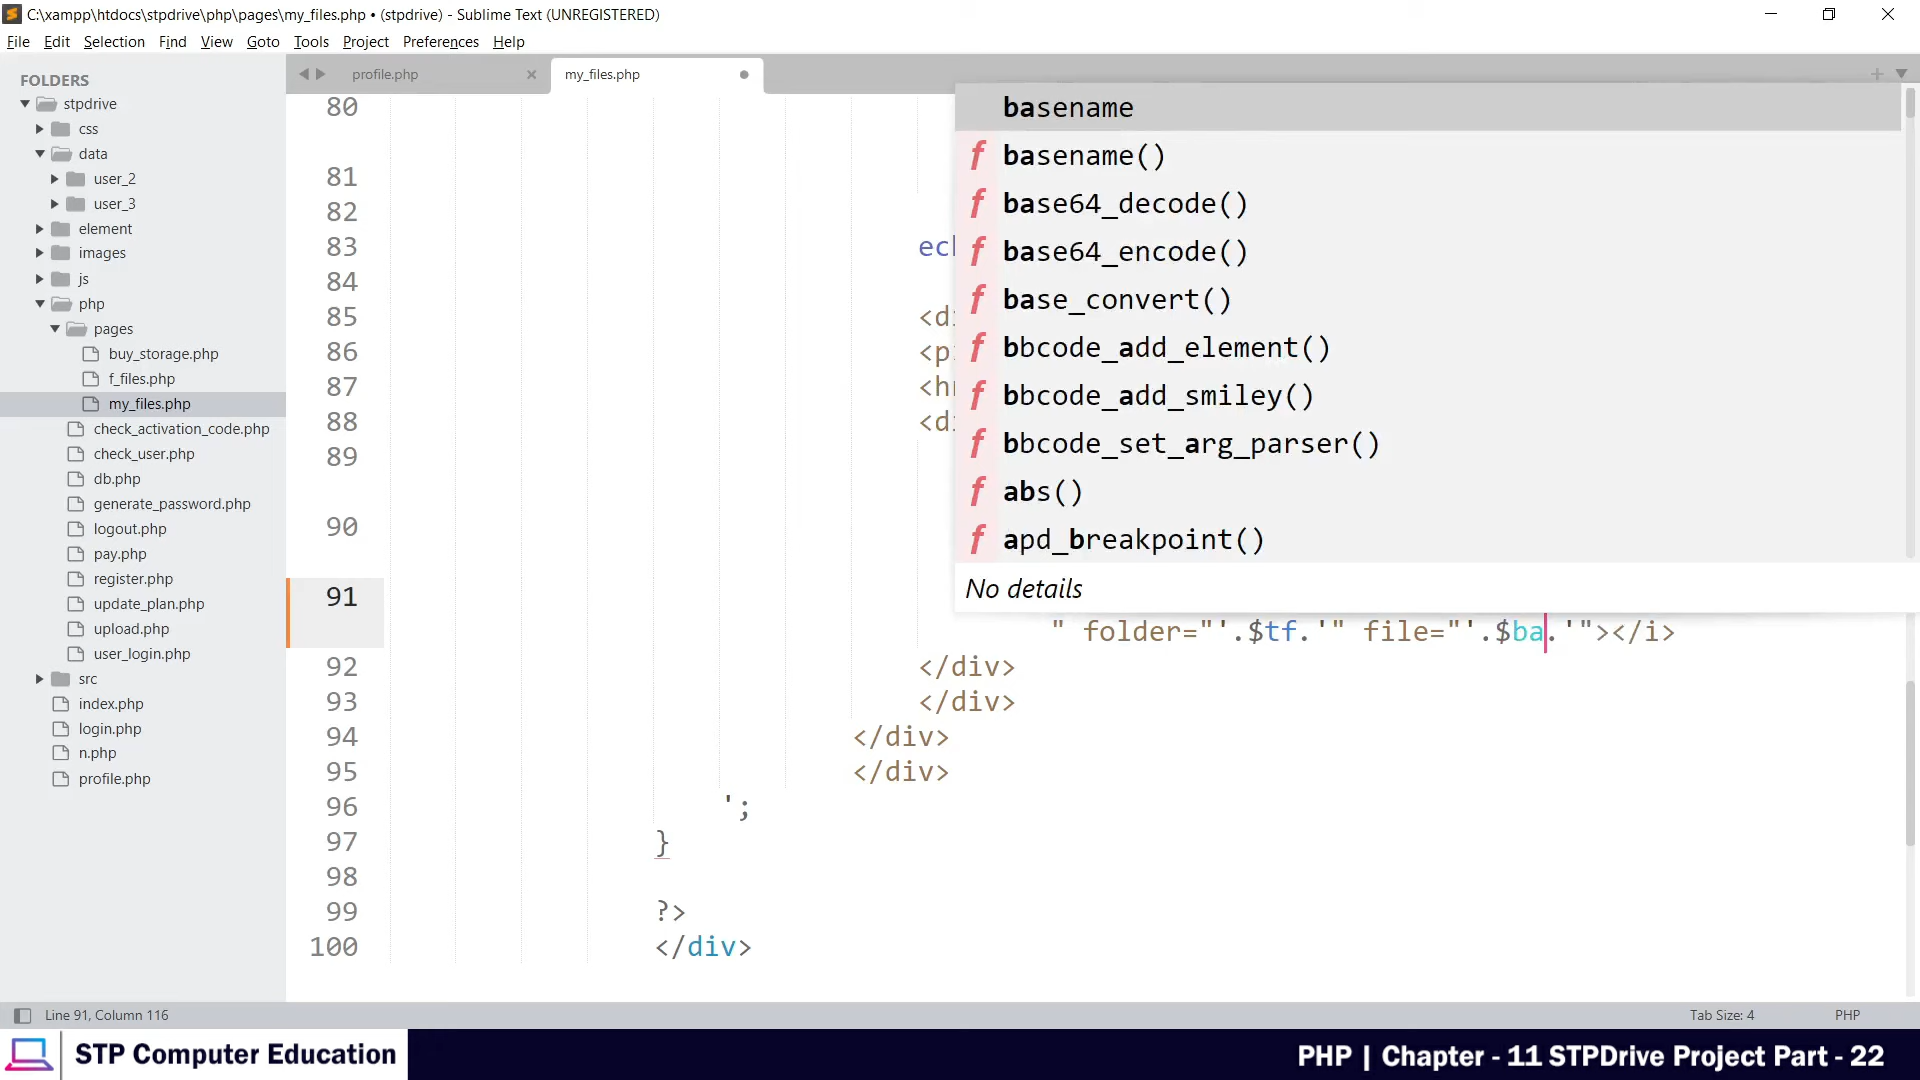 C:\xampp\htdocs\stpdrive\php\pages\my_files.php • (stpdrive) - Sublime Text (UNREGISTERED)
File Edit Selection Find View Goto Tools Project Preferences Help
FOLDERS
stpdrive
css
data
user_2
user_3
element
images
js
php
pages
buy_storage.php
f_files.php
my_files.php
check_activation_code.php
check_user.php
db.php
generate_password.php
logout.php
pay.php
register.php
update_plan.php
upload.php
user_login.php
src
index.php
login.php
n.php
profile.php
profile.php my_files.php
80
81
82
83 ech
84
85 <di
86 <p
87 <hr
88 <di
89
90
91
" folder="'.$tf.'" file="'.$ba.'"></i>
92 </div>
93 </div>
94 </div>
95 </div>
96 ';
97 }
98
99 ?>
100 </div>
basename
f basename()
f base64_decode()
f base64_encode()
f base_convert()
f bbcode_add_element()
f bbcode_add_smiley()
f bbcode_set_arg_parser()
f abs()
f apd_breakpoint()
No details
Line 91, Column 116 Tab Size: 4 PHP
STP Computer Education
PHP | Chapter - 11 STPDrive Project Part - 22